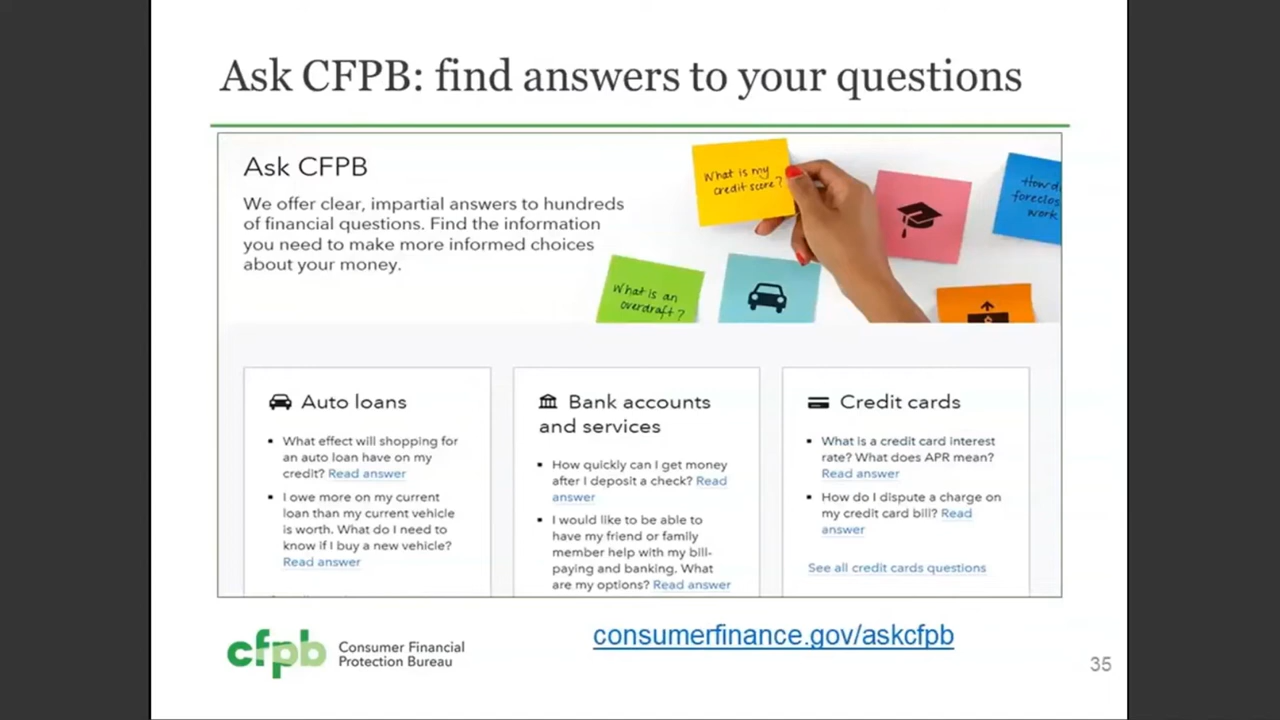 Ask CFPB: find answers to your questions
Ask CFPB
We offer clear, impartial answers to hundreds
of financial questions. Find the information
you need to make more informed choices
about your money.
What is my
credit score?
How d
foreclos
work
What is an
overdraft?
$
Auto loans
What effect will shopping for
an auto loan have on my
credit? Read answer
I owe more on my current
loan than my current vehicle
is worth. What do I need to
know if I buy a new vehicle?
Read answer
Bank accounts
and services
How quickly can I get money
after I deposit a check? Read
answer
I would like to be able to
have my friend or family
member help with my bill-
paying and banking. What
are my options? Read answer
Credit cards
What is a credit card interest
rate? What does APR mean?
Read answer
How do I dispute a charge on
my credit card bill? Read
answer
See all credit cards questions
cfpb
Consumer Financial
Protection Bureau
consumerfinance.gov/askcfpb
35